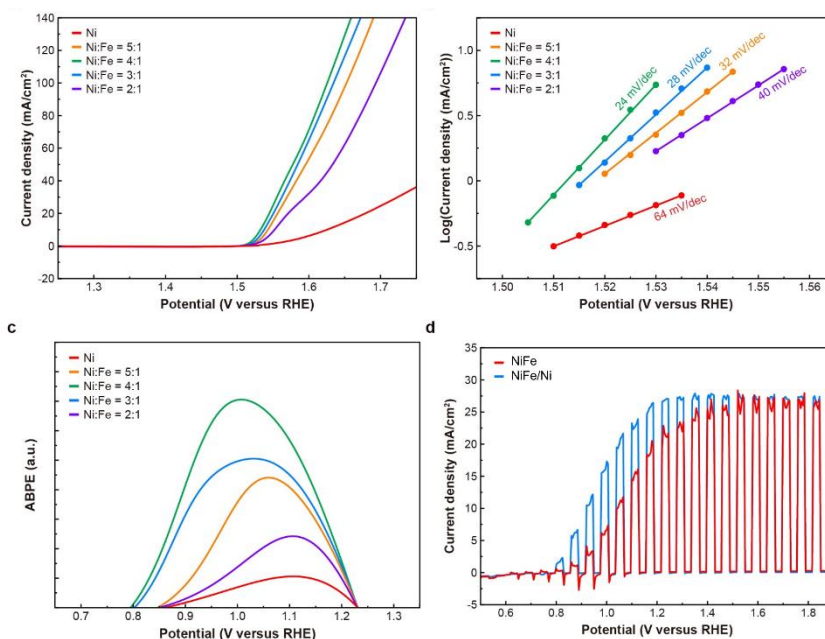 140
120
100
80
60
40
20
0
-20
Current density (mA/cm²)
Ni
Ni:Fe = 5:1
Ni:Fe = 4:1
Ni:Fe = 3:1
Ni:Fe = 2:1
1.3 1.4 1.5 1.6 1.7
Potential (V versus RHE)
1.0
0.5
0
-0.5
Log(Current density (mA/cm²))
Ni
Ni:Fe = 5:1
Ni:Fe = 4:1
Ni:Fe = 3:1
Ni:Fe = 2:1
24 mV/dec
28 mV/dec
32 mV/dec
40 mV/dec
64 mV/dec
1.50 1.51 1.52 1.53 1.54 1.55 1.56
Potential (V versus RHE)
c
ABPE (a.u.)
Ni
Ni:Fe = 5:1
Ni:Fe = 4:1
Ni:Fe = 3:1
Ni:Fe = 2:1
0.7 0.8 0.9 1.0 1.1 1.2 1.3
Potential (V versus RHE)
d
35
30
25
20
15
10
5
0
-5
Current density (mA/cm²)
NiFe
NiFe/Ni
0.6 0.8 1.0 1.2 1.4 1.6 1.8
Potential (V versus RHE)